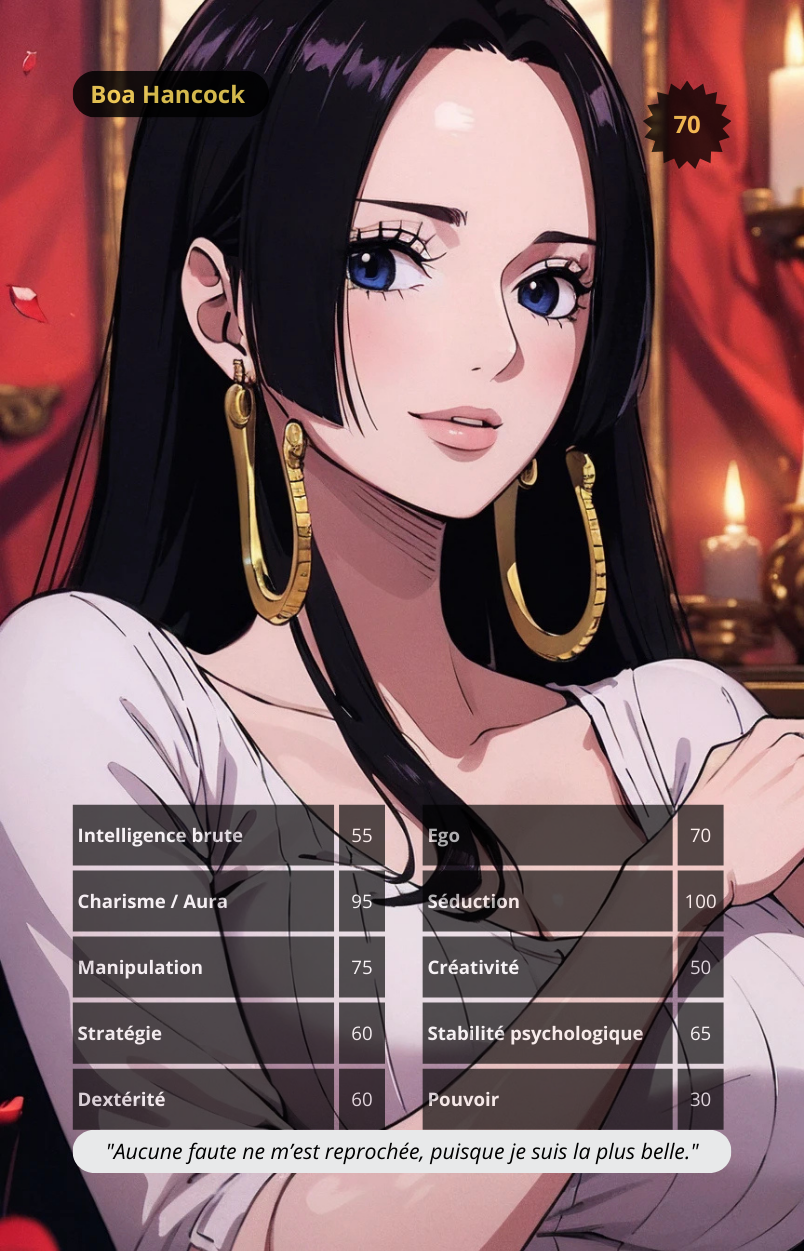 Boa Hancock
70
Intelligence brute 55
Ego 70
Charisme / Aura 95
Séduction 100
Manipulation 75
Créativité 50
Stratégie 60
Stabilité psychologique 65
Dextérité 60
Pouvoir 30
"Aucune faute ne m’est reprochée, puisque je suis la plus belle."